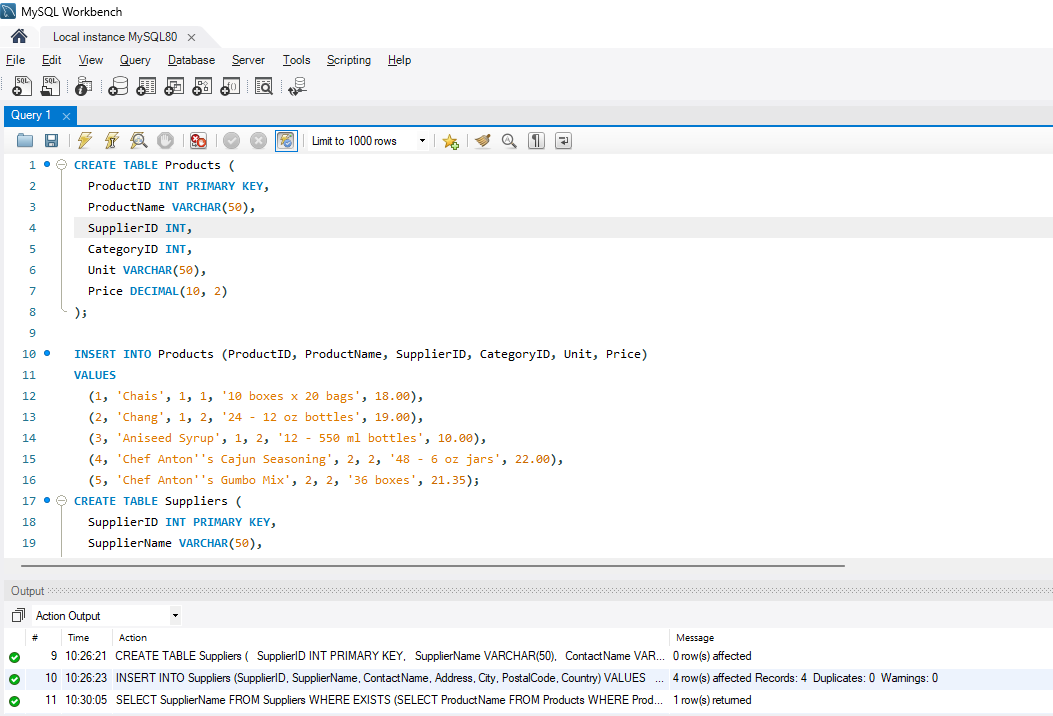 MySQL Workbench
Local instance MySQL80
File Edit View Query Database Server Tools Scripting Help
SQL SQL
Query 1
Limit to 1000 rows
1 CREATE TABLE Products (
2 ProductID INT PRIMARY KEY,
3 ProductName VARCHAR(50),
4 SupplierID INT,
5 CategoryID INT,
6 Unit VARCHAR(50),
7 Price DECIMAL(10, 2)
8 );
9
10 INSERT INTO Products (ProductID, ProductName, SupplierID, CategoryID, Unit, Price)
11 VALUES
12 (1, 'Chais', 1, 1, '10 boxes x 20 bags', 18.00),
13 (2, 'Chang', 1, 2, '24 - 12 oz bottles', 19.00),
14 (3, 'Aniseed Syrup', 1, 2, '12 - 550 ml bottles', 10.00),
15 (4, 'Chef Anton''s Cajun Seasoning', 2, 2, '48 - 6 oz jars', 22.00),
16 (5, 'Chef Anton''s Gumbo Mix', 2, 2, '36 boxes', 21.35);
17 CREATE TABLE Suppliers (
18 SupplierID INT PRIMARY KEY,
19 SupplierName VARCHAR(50),
Output
Action Output
# Time Action Message
9 10:26:21 CREATE TABLE Suppliers ( SupplierID INT PRIMARY KEY, SupplierName VARCHAR(50), ContactName VAR... 0 row(s) affected
10 10:26:23 INSERT INTO Suppliers (SupplierID, SupplierName, ContactName, Address, City, PostalCode, Country) VALUES ... 4 row(s) affected Records: 4 Duplicates: 0 Warnings: 0
11 10:30:05 SELECT SupplierName FROM Suppliers WHERE EXISTS (SELECT ProductName FROM Products WHERE Prod... 1 row(s) returned